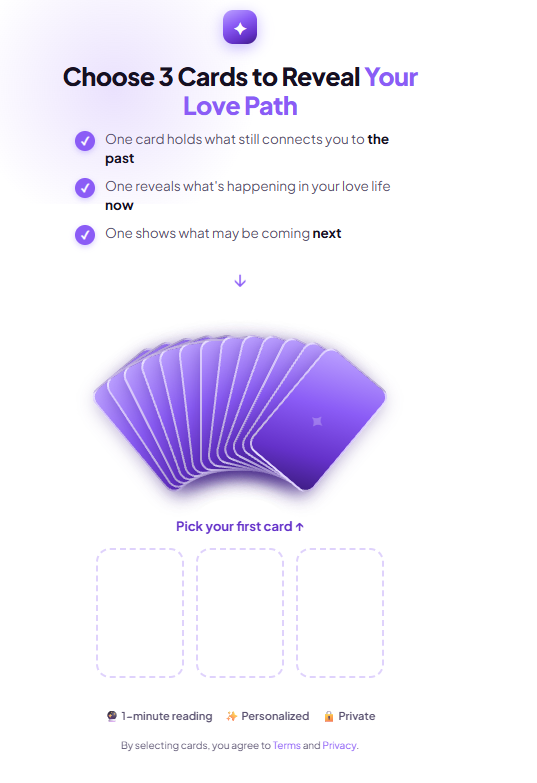 Choose 3 Cards to Reveal Your
Love Path
One card holds what still connects you to the
past
One reveals what's happening in your love life
now
One shows what may be coming next
↓
Pick your first card ↑
🔮 1-minute reading ✨ Personalized 🔒 Private
By selecting cards, you agree to Terms and Privacy.